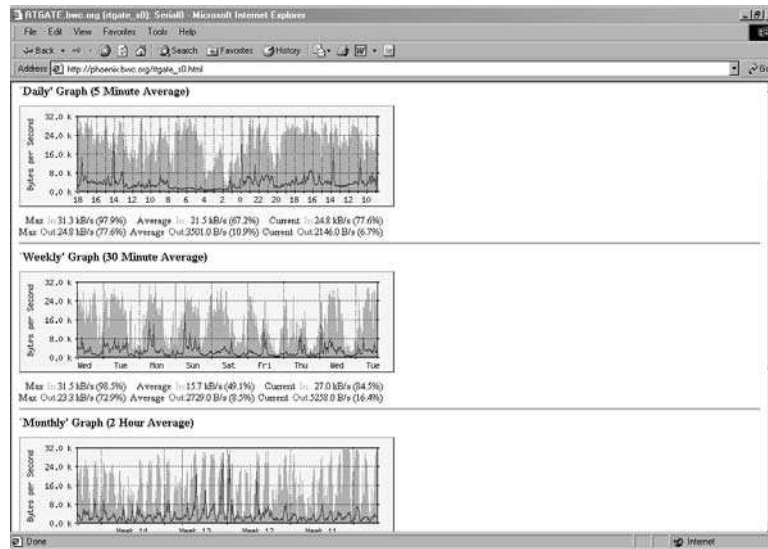 RTGATE.bwc.org (rtgate_s0): Serial0 - Microsoft Internet Explorer
File Edit View Favorites Tools Help
Back Search Favorites History
Address http://phoenix.bwc.org/rtgate_s0.html
`Daily' Graph (5 Minute Average)
Bytes per Second
32.0 k
24.0 k
16.0 k
8.0 k
0.0 k
18 16 14 12 10 8 6 4 2 0 22 20 18 16 14 12 10
Max In:31.3 kB/s (97.9%) Average In: 21.5 kB/s (67.2%) Current In: 24.8 kB/s (77.6%)
Max Out:24.8 kB/s (77.6%) Average Out:3501.0 B/s (10.9%) Current Out:2146.0 B/s (6.7%)
`Weekly' Graph (30 Minute Average)
Bytes per Second
32.0 k
24.0 k
16.0 k
8.0 k
0.0 k
Wed Tue Mon Sun Sat Fri Thu Wed Tue
Max In:31.5 kB/s (98.5%) Average In:15.7 kB/s (49.1%) Current In: 27.0 kB/s (84.5%)
Max Out:23.3 kB/s (72.9%) Average Out:2729.0 B/s (8.5%) Current Out:5258.0 B/s (16.4%)
`Monthly' Graph (2 Hour Average)
Bytes per Second
32.0 k
24.0 k
16.0 k
8.0 k
0.0 k
Week 14 Week 13 Week 12 Week 11
Done Internet